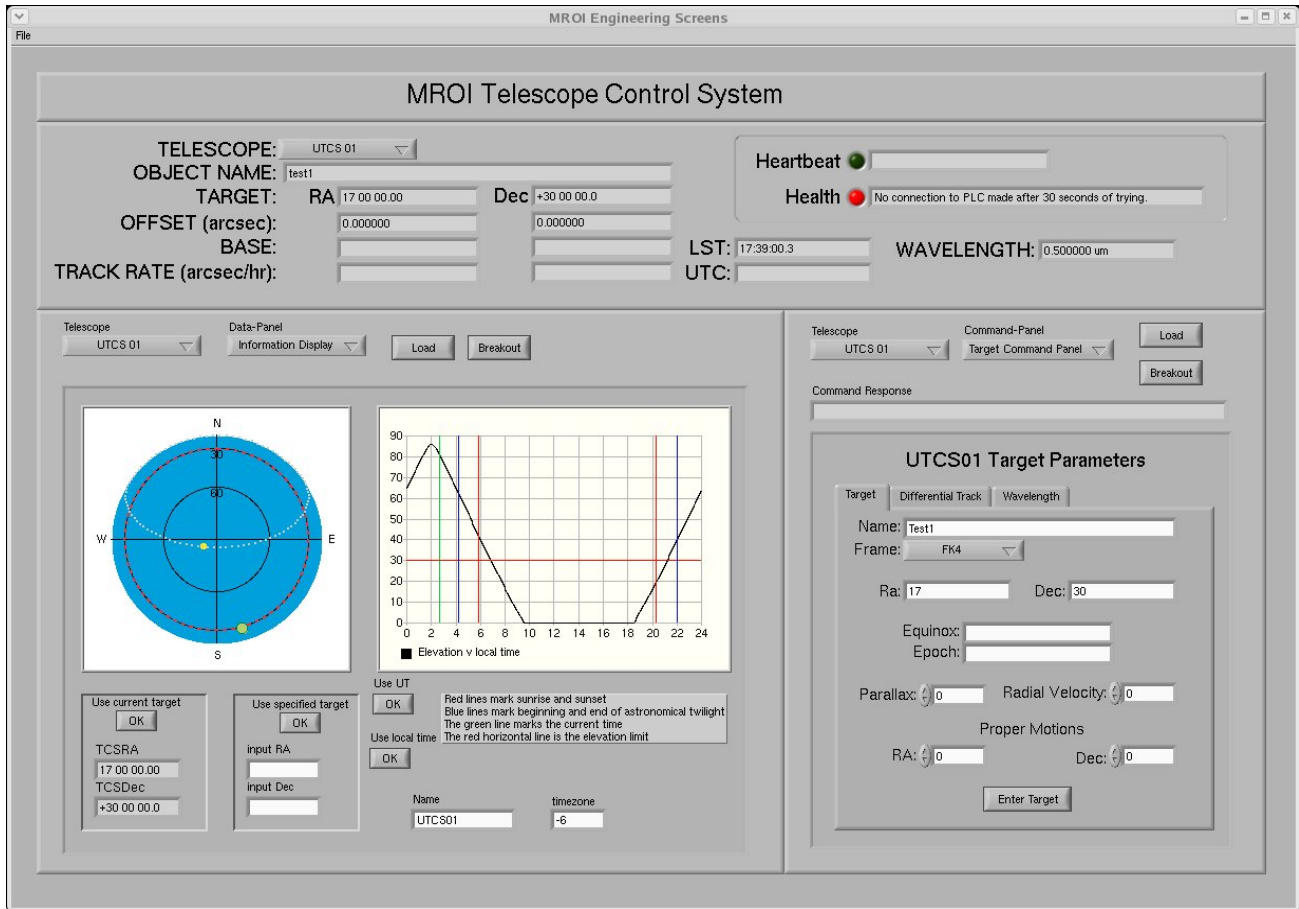 MROI Engineering Screens
File
MROI Telescope Control System
TELESCOPE: UTCS 01
OBJECT NAME: test1
TARGET: RA 17 00 00.00 Dec +30 00 00.0
OFFSET (arcsec): 0.000000 0.000000
BASE:
TRACK RATE (arcsec/hr):
LST: 17:39:00.3
UTC:
Heartbeat
Health No connection to PLC made after 30 seconds of trying.
WAVELENGTH: 0.500000 um
Telescope
UTCS 01
Data-Panel
Information Display
Load
Breakout
N
30
60
W
E
S
90
80
70
60
50
40
30
20
10
0
0 2 4 6 8 10 12 14 16 18 20 22 24
Elevation v local time
Use current target
OK
TCSRA
17 00 00.00
TCSDec
+30 00 00.0
Use specified target
OK
input RA
input Dec
Use UT
OK
Use local time
OK
Red lines mark sunrise and sunset
Blue lines mark beginning and end of astronomical twilight
The green line marks the current time
The red horizontal line is the elevation limit
Name
UTCS01
timezone
-6
Telescope
UTCS 01
Command-Panel
Target Command Panel
Load
Breakout
Command Response
UTCS01 Target Parameters
Target
Differential Track
Wavelength
Name: Test1
Frame: FK4
Ra: 17 Dec: 30
Equinox:
Epoch:
Parallax: 0 Radial Velocity: 0
Proper Motions
RA: 0 Dec: 0
Enter Target